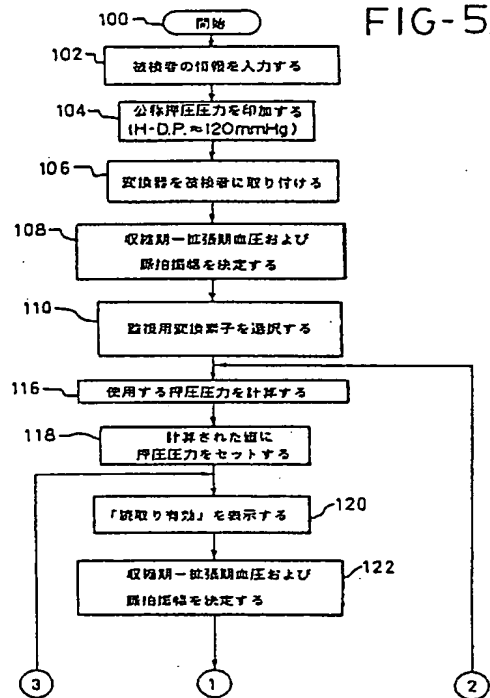 FIG-5
100
開始
102
被検者の情報を入力する
104
公称押圧圧力を印加する
(H-D.P.≈120mmHg)
106
変換器を被検者に取り付ける
108
収縮期−拡張期血圧および
脈拍振幅を決定する
110
監視用変換素子を選択する
116
使用する押圧圧力を計算する
118
計算された値に
押圧圧力をセットする
「読取り有効」を表示する
120
収縮期−拡張期血圧および
脈拍振幅を決定する
122
3
1
2